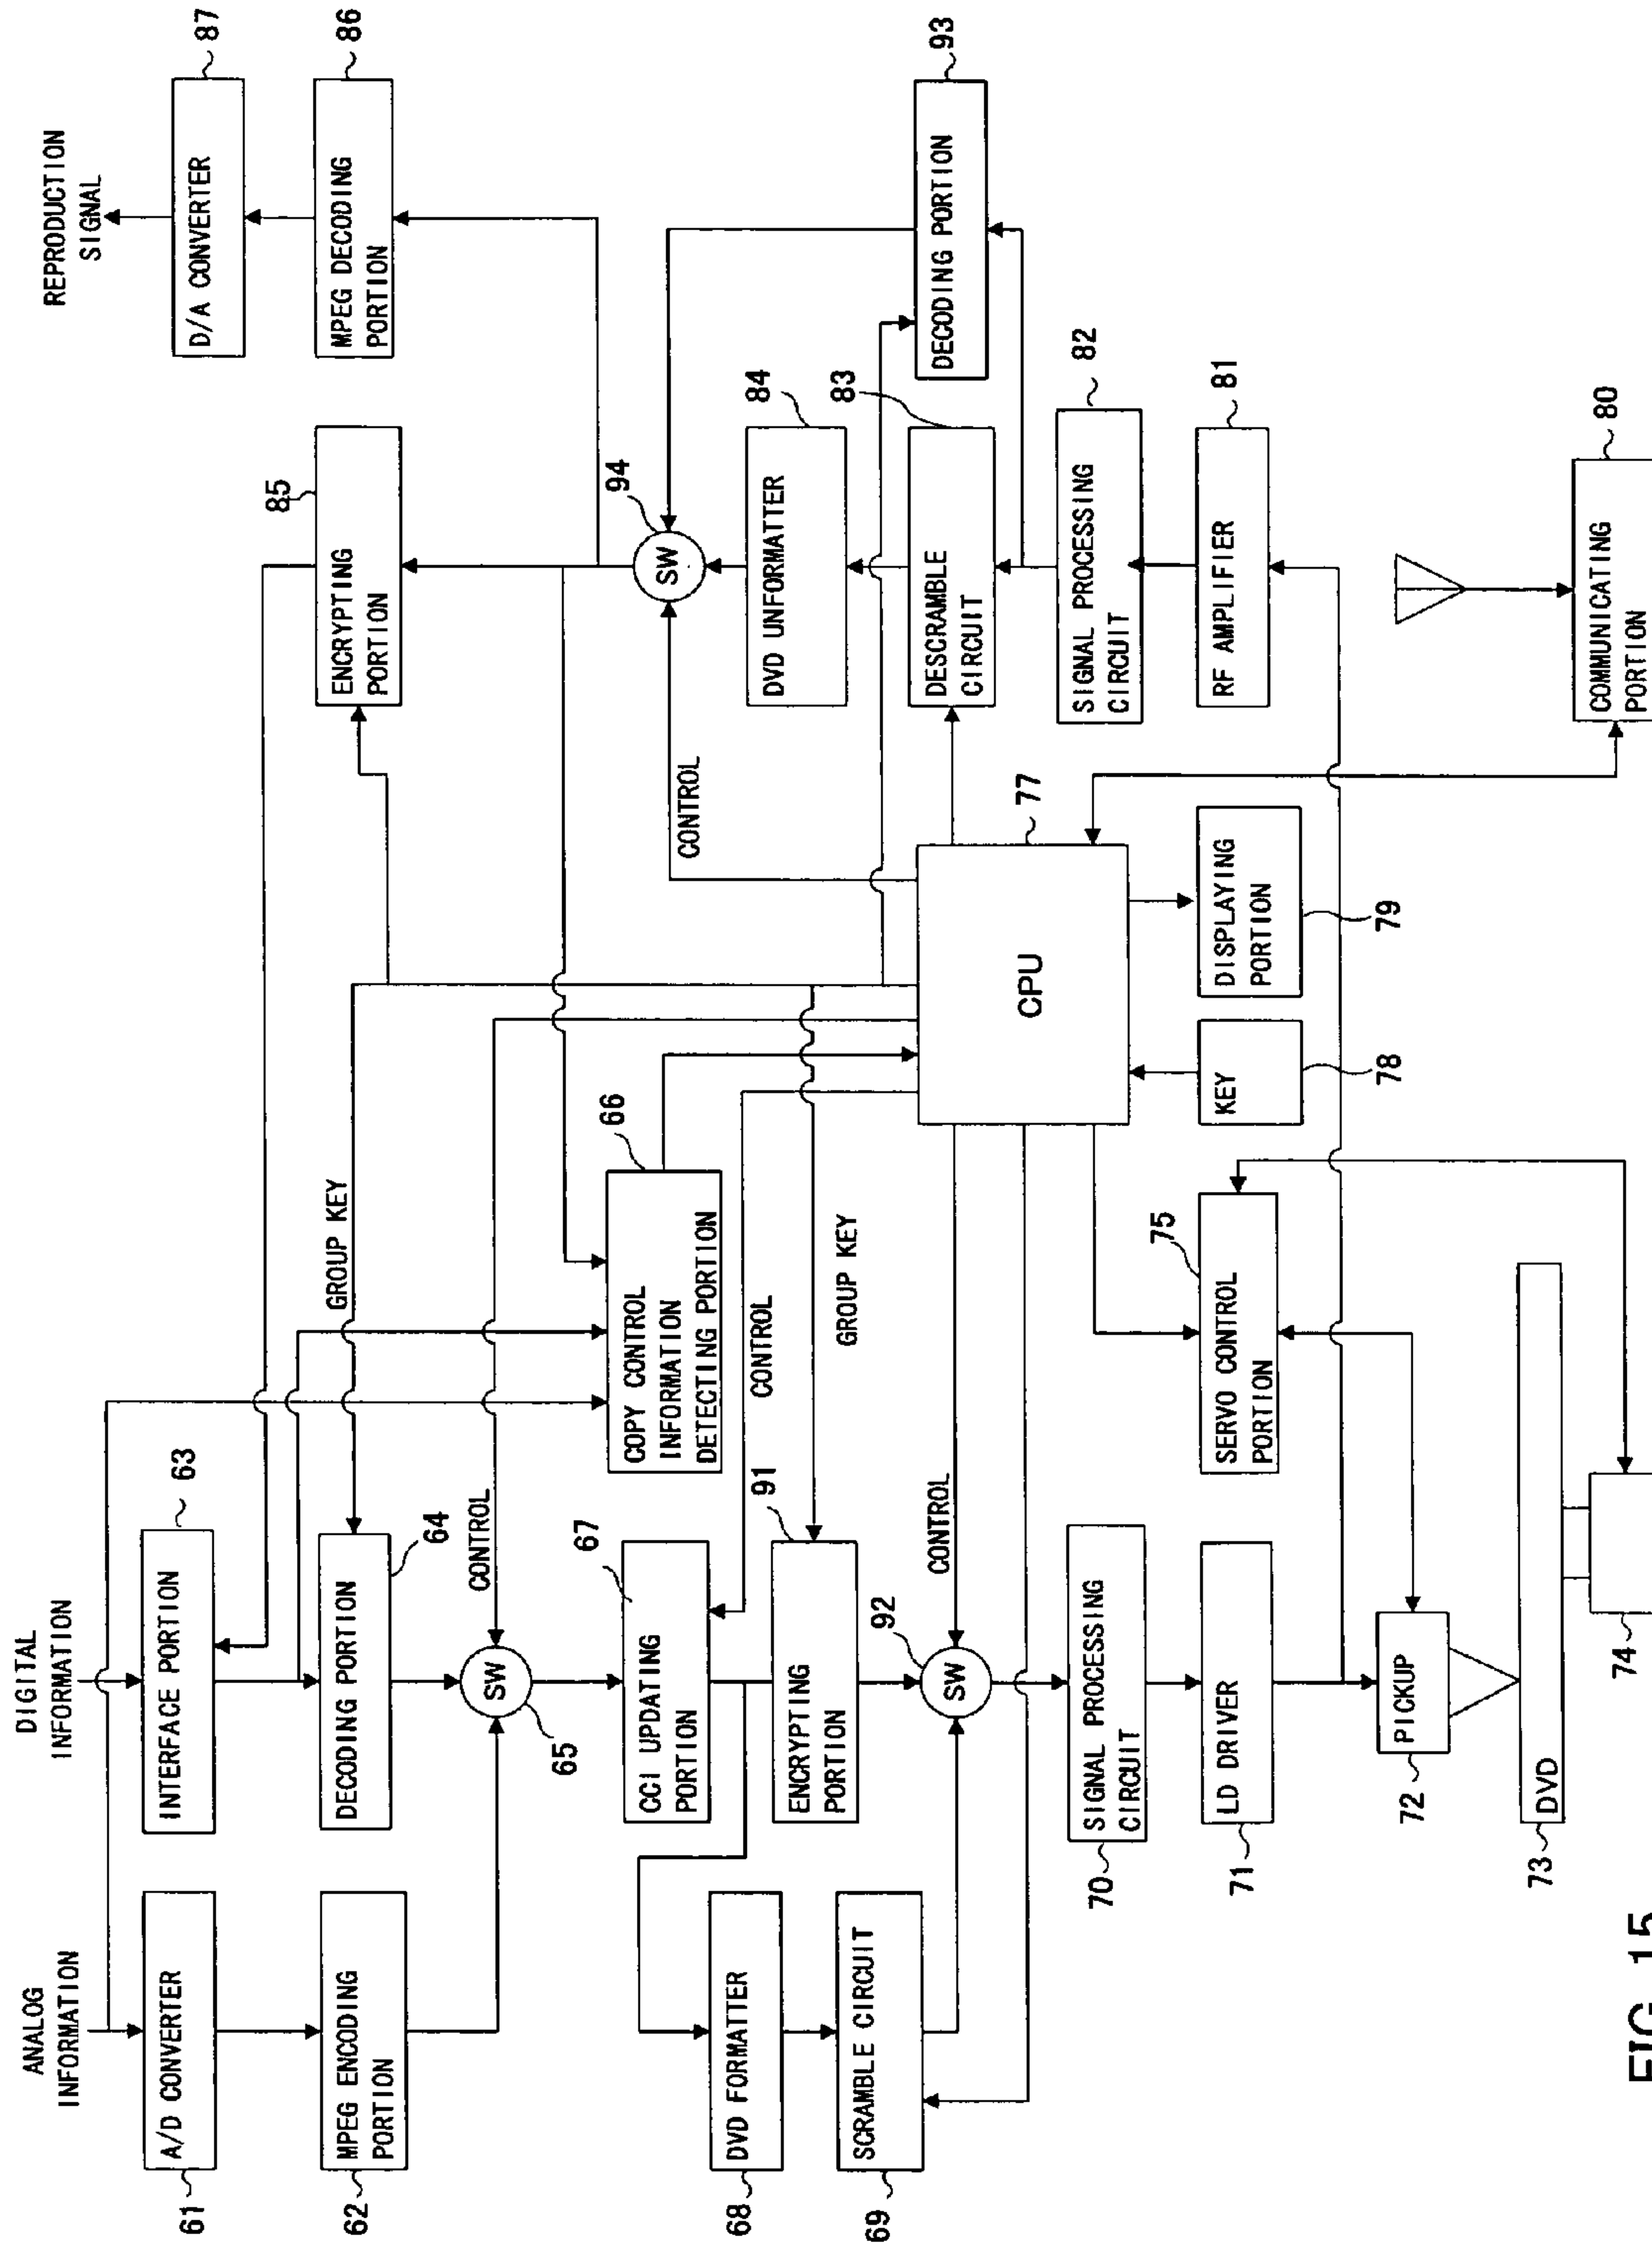 ANALOG
INFORMATION
DIGITAL
INFORMATION
REPRODUCTION
SIGNAL
61
A/D CONVERTER
INTERFACE PORTION
63
D/A CONVERTER
87
62
MPEG ENCODING
PORTION
DECODING PORTION
64
GROUP KEY
ENCRYPTING
PORTION
85
MPEG DECODING
PORTION
86
CONTROL
SW
65
SW
94
CONTROL
67
CCI UPDATING
PORTION
COPY CONTROL
INFORMATION
DETECTING PORTION
66
CONTROL
68
DVD FORMATTER
91
ENCRYPTING
PORTION
GROUP KEY
DVD UNFORMATTER
84
69
SCRAMBLE CIRCUIT
92
SW
CONTROL
CPU
77
DESCRAMBLE
CIRCUIT
83
DECODING PORTION
93
70
SIGNAL PROCESSING
CIRCUIT
SIGNAL PROCESSING
CIRCUIT
82
71
LD DRIVER
75
SERVO CONTROL
PORTION
KEY
78
DISPLAYING
PORTION
79
RF AMPLIFIER
81
72
PICKUP
73
DVD
74
COMMUNICATING
PORTION
80
FIG. 15